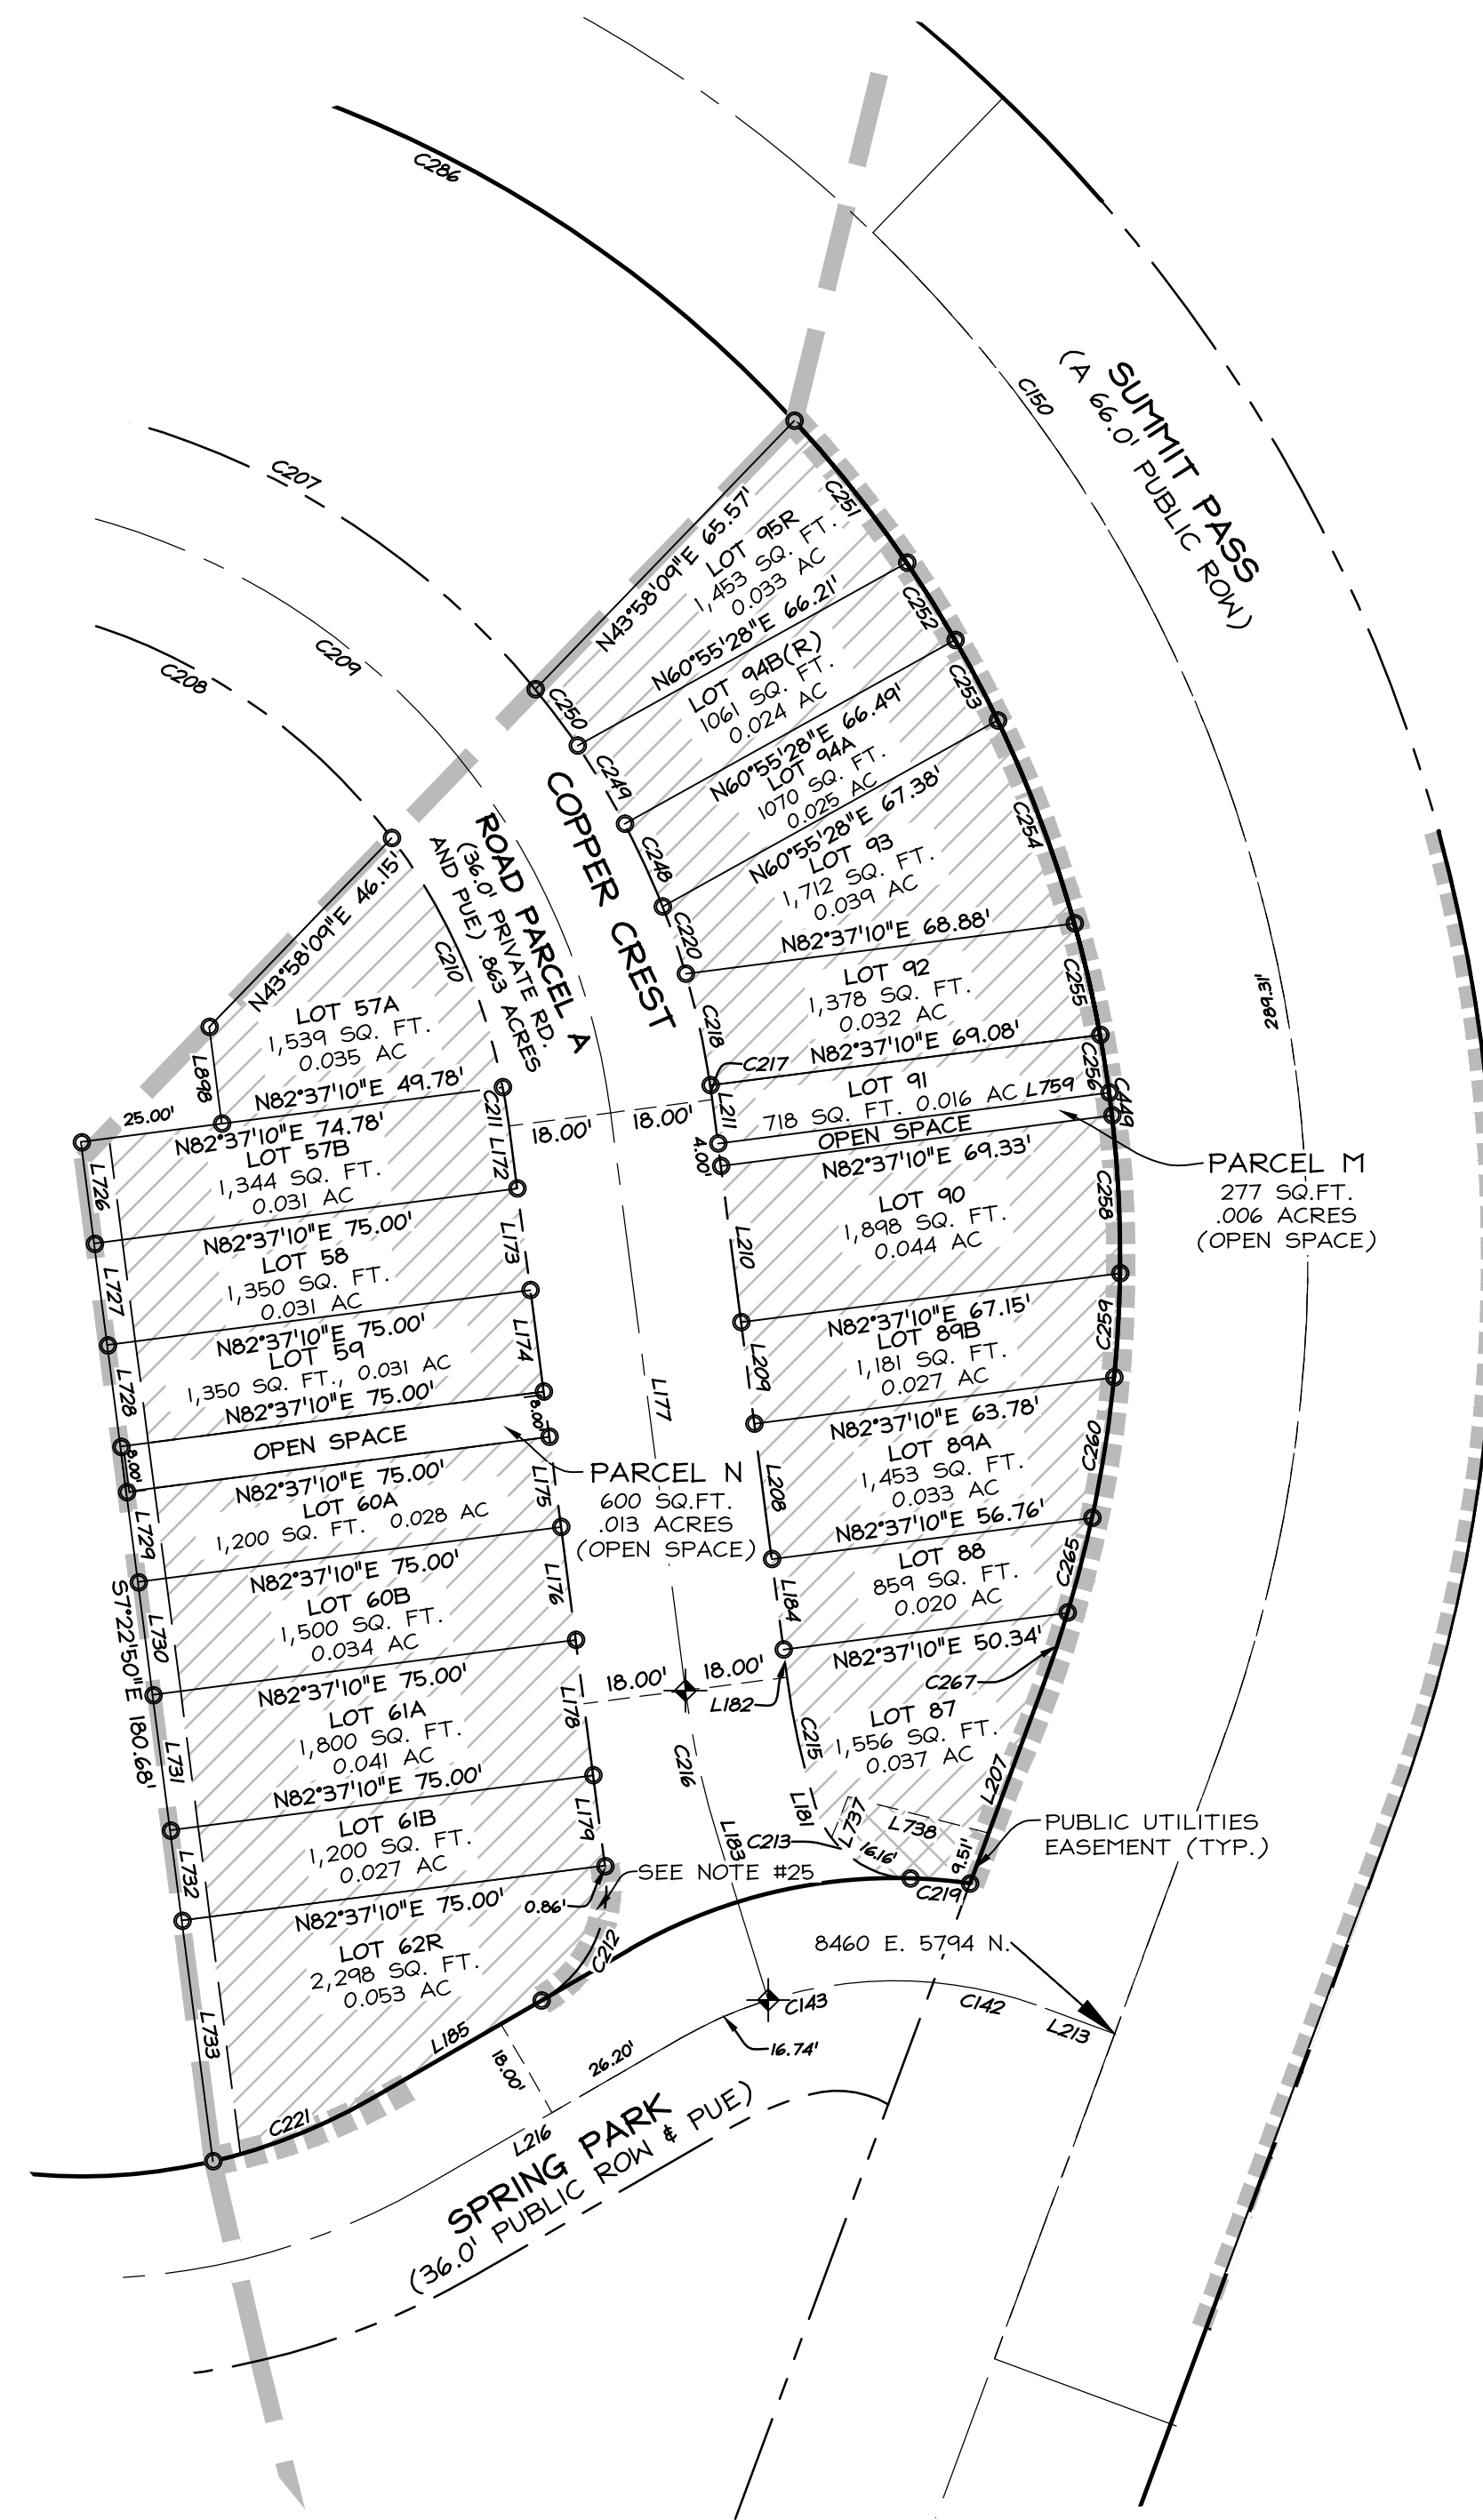 C286
C150
SUMMIT PASS
(A 66.0' PUBLIC ROW)
289.31'
C207
C209
C208
C251
N43°58'09"E 65.57'
LOT 95R
1,453 SQ. FT.
0.033 AC
N60°55'28"E 66.21'
C252
C250
LOT 94B(R)
1061 SQ. FT.
0.024 AC
C249
N60°55'28"E 66.49'
C253
LOT 94A
1070 SQ. FT.
0.025 AC
C248
N60°55'28"E 67.38'
C254
LOT 93
1,712 SQ. FT.
0.039 AC
C220
N82°37'10"E 68.88'
COPPER CREST
ROAD PARCEL A
(36.0' PRIVATE RD.
AND PUE) .863 ACRES
C210
N43°58'09"E 46.15'
LOT 92
1,378 SQ. FT.
0.032 AC
C255
C218
N82°37'10"E 69.08'
C217
LOT 91
718 SQ. FT. 0.016 AC
L759
C256
C449
L211
OPEN SPACE
4.00'
N82°37'10"E 69.33'
PARCEL M
277 SQ.FT.
.006 ACRES
(OPEN SPACE)
LOT 57A
1,539 SQ. FT.
0.035 AC
L898
N82°37'10"E 49.78'
25.00'
N82°37'10"E 74.78'
C211
18.00'
18.00'
LOT 57B
1,344 SQ. FT.
0.031 AC
L172
L726
N82°37'10"E 75.00'
LOT 90
1,898 SQ. FT.
0.044 AC
C258
L210
LOT 58
1,350 SQ. FT.
0.031 AC
L173
L727
N82°37'10"E 75.00'
N82°37'10"E 67.15'
LOT 89B
1,181 SQ. FT.
0.027 AC
C259
L209
LOT 59
1,350 SQ. FT., 0.031 AC
L174
L728
N82°37'10"E 75.00'
L177
N82°37'10"E 63.78'
8.00'
OPEN SPACE
8.00'
N82°37'10"E 75.00'
PARCEL N
600 SQ.FT.
.013 ACRES
(OPEN SPACE)
LOT 89A
1,453 SQ. FT.
0.033 AC
C260
L208
LOT 60A
1,200 SQ. FT. 0.028 AC
L175
L729
N82°37'10"E 75.00'
N82°37'10"E 56.76'
LOT 88
859 SQ. FT.
0.020 AC
C265
L184
LOT 60B
1,500 SQ. FT.
0.034 AC
L176
L730
S7°22'50"E 180.68'
N82°37'10"E 75.00'
N82°37'10"E 50.34'
18.00'
18.00'
L182
C267
LOT 61A
1,800 SQ. FT.
0.041 AC
L178
L731
N82°37'10"E 75.00'
LOT 87
1,556 SQ. FT.
0.037 AC
C215
C216
L207
L181
L737
L738
C213
16.16'
9.51'
PUBLIC UTILITIES
EASEMENT (TYP.)
L183
LOT 61B
1,200 SQ. FT.
0.027 AC
L179
L732
N82°37'10"E 75.00'
SEE NOTE #25
0.86'
C219
LOT 62R
2,298 SQ. FT.
0.053 AC
C212
8460 E. 5794 N.
C143
C142
L213
L733
L185
18.00'
26.20'
16.74'
C221
L216
SPRING PARK
(36.0' PUBLIC ROW & PUE)